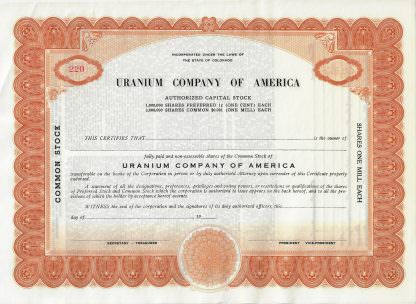 INCORPORATED UNDER THE LAWS OF
THE STATE OF COLORADO
220
URANIUM COMPANY OF AMERICA
AUTHORIZED CAPITAL STOCK
1,000,000 SHARES PREFERRED 1¢ (ONE CENT) EACH
5,000,000 SHARES COMMON $0.001 (ONE MILL) EACH
COMMON STOCK
SHARES ONE MILL EACH
THIS CERTIFIES THAT is the owner of
fully paid and non-assessable shares of the Common Stock of
URANIUM COMPANY OF AMERICA
transferable on the books of the Corporation in person or by duly authorized Attorney upon surrender of this Certificate properly
endorsed.
A statement of all the designations, preferences, privileges and voting powers, or restrictions or qualifications of the shares
of Preferred Stock and Common Stock which the corporation is authorized to issue appears on the back hereof, and to all the provi-
sions of which the holder by acceptance hereof assents.
WITNESS the seal of the corporation and the signatures of its duly authorized officers, this
day of 19
SECRETARY - TREASURER
PRESIDENT VICE-PRESIDENT